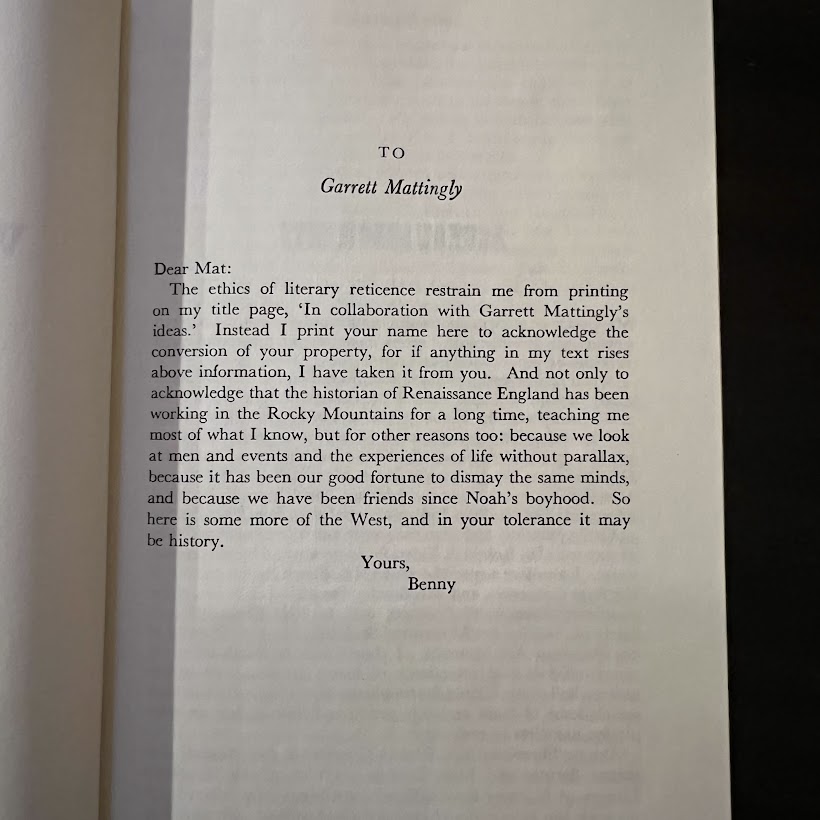 TO
Garrett Mattingly
Dear Mat:
The ethics of literary reticence restrain me from printing
on my title page, ‘In collaboration with Garrett Mattingly’s
ideas.’ Instead I print your name here to acknowledge the
conversion of your property, for if anything in my text rises
above information, I have taken it from you. And not only to
acknowledge that the historian of Renaissance England has been
working in the Rocky Mountains for a long time, teaching me
most of what I know, but for other reasons too: because we look
at men and events and the experiences of life without parallax,
because it has been our good fortune to dismay the same minds,
and because we have been friends since Noah’s boyhood. So
here is some more of the West, and in your tolerance it may
be history.
Yours,
Benny